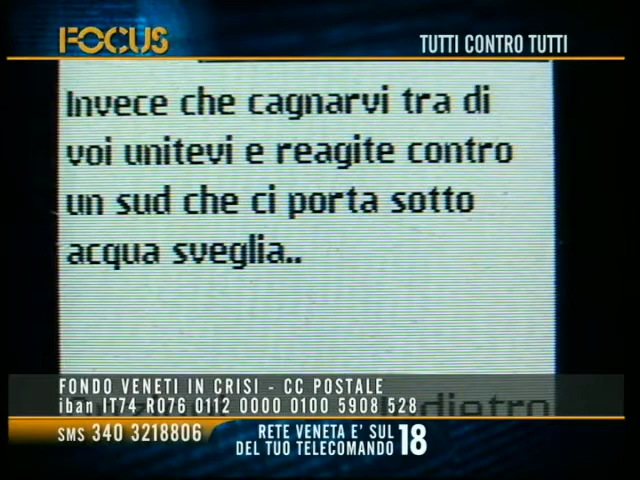 FOCUS
TUTTI CONTRO TUTTI
Invece che cagnarvi tra di
voi unitevi e reagite contro
un sud che ci porta sotto
acqua sveglia..
FONDO VENETI IN CRISI - CC POSTALE
iban IT74 R076 0112 0000 0100 5908 528
SMS 340 3218806
RETE VENETA E' SUL 18
DEL TUO TELECOMANDO